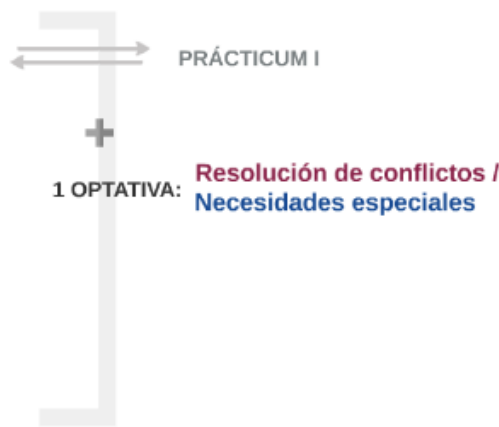 PRÁCTICUM I
+
1 OPTATIVA:
Resolución de conflictos /
Necesidades especiales